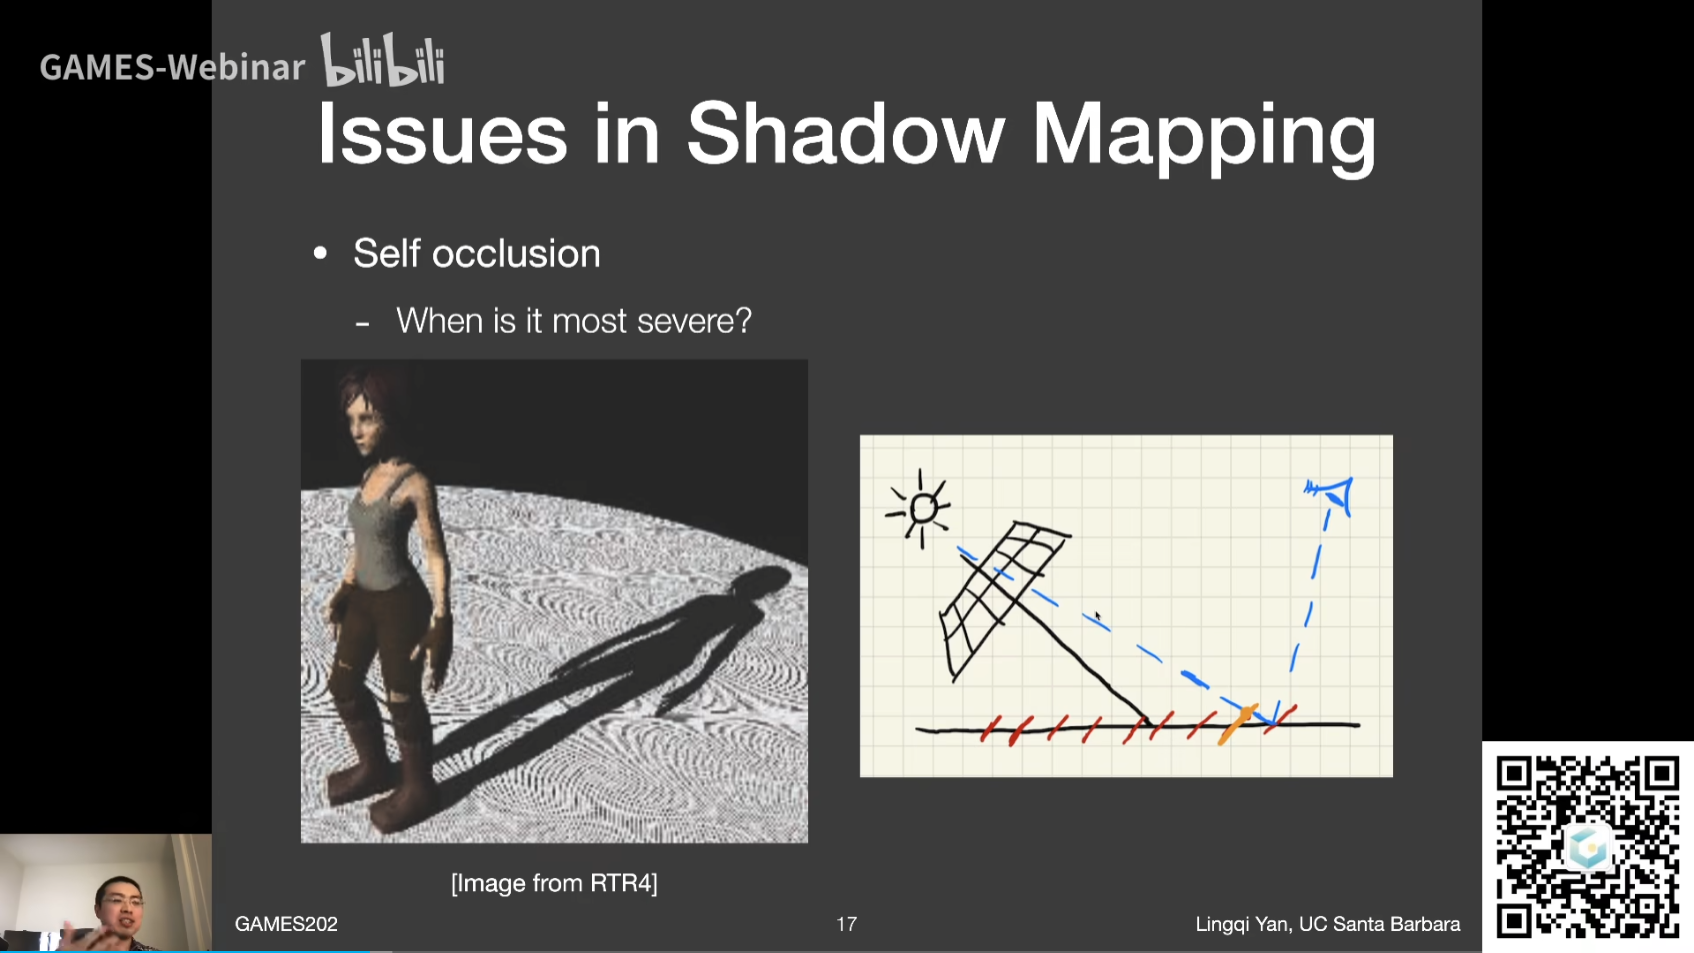 GAMES-Webinar bilibili
Issues in Shadow Mapping
• Self occlusion
- When is it most severe?
[Image from RTR4]
GAMES202
17
Lingqi Yan, UC Santa Barbara